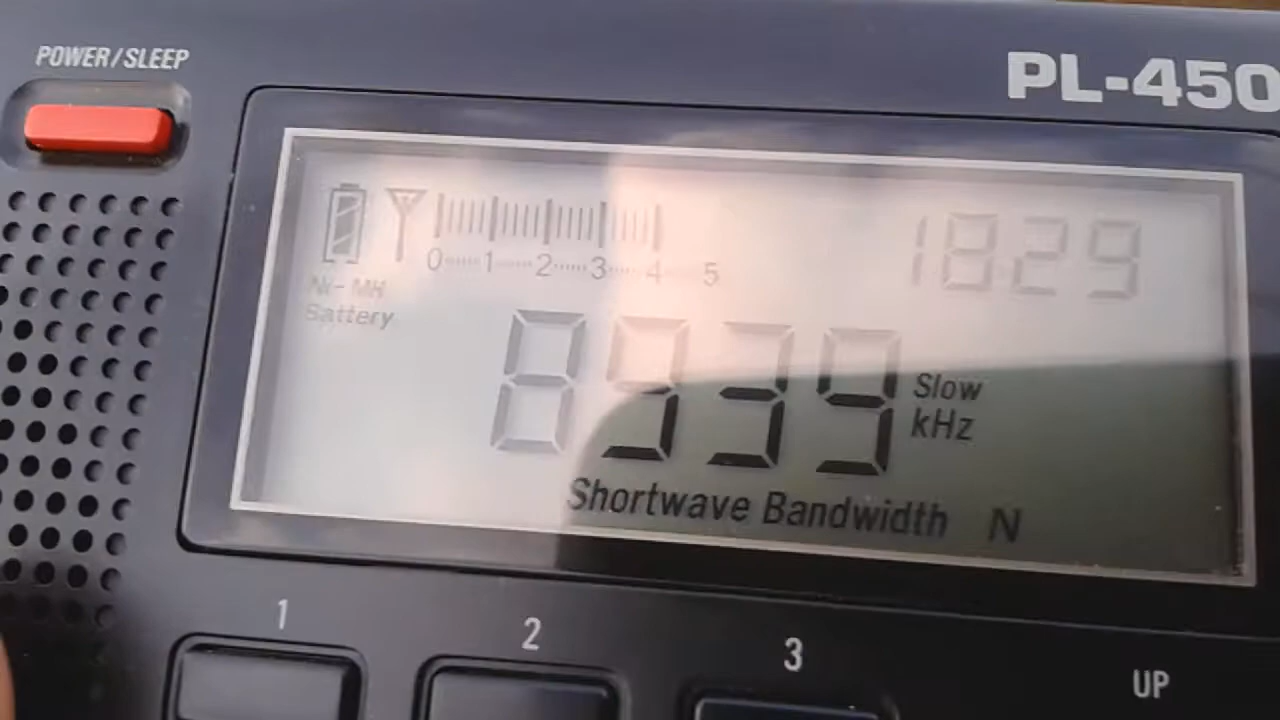 POWER/SLEEP
PL-450
1829
0 1 2 3 4 5
Ni-MH
Battery
8939
Slow
kHz
Shortwave Bandwidth N
1
2
3
UP